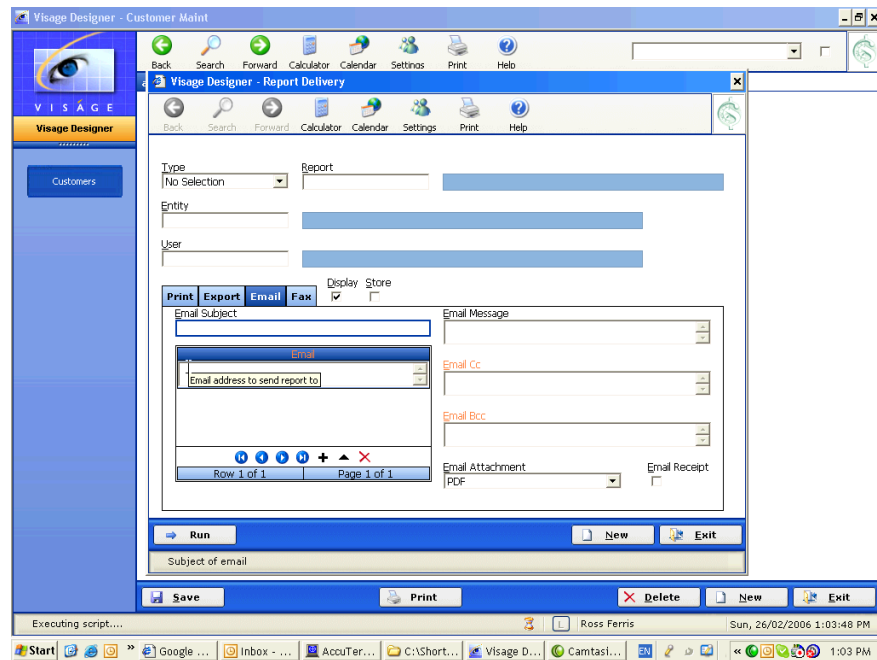 Visage Designer - Customer Maint
Back Search Forward Calculator Calendar Settings Print Help
Visage Designer - Report Delivery
VISÁGE
Visage Designer
Back Search Forward Calculator Calendar Settings Print Help
Customers
Type Report
No Selection
Entity
User
Display Store
Print Export Email Fax
Email Subject Email Message
Email
Email address to send report to
Email Cc
Email Bcc
Row 1 of 1 Page 1 of 1
Email Attachment Email Receipt
PDF
Run New Exit
Subject of email
Save Print Delete New Exit
Executing script.... L Ross Ferris Sun, 26/02/2006 1:03:48 PM
Start » Google ... Inbox - ... AccuTer... C:\Short... Visage D... Camtasi... EN « 1:03 PM